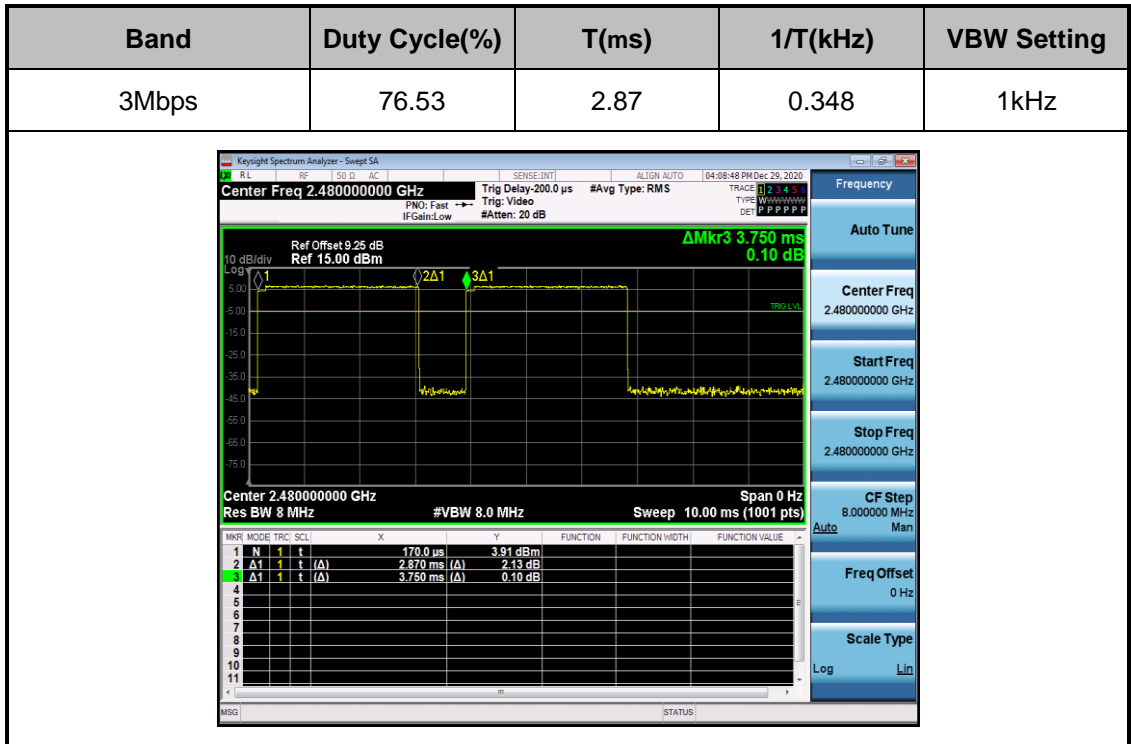 Band Duty Cycle(%) T(ms) 1/T(kHz) VBW Setting
3Mbps 76.53 2.87 0.348 1kHz
Keysight Spectrum Analyzer - Swept SA
RL RF 50 Ω AC SENSE:INT ALIGN AUTO 04:08:48 PM Dec 29, 2020
Center Freq 2.480000000 GHz
PNO: Fast
IFGain:Low
Trig Delay-200.0 µs
Trig: Video
#Atten: 20 dB
#Avg Type: RMS
TRACE 1 2 3 4 5 6
TYPE WWWWWW
DET P P P P P P
Frequency
Auto Tune
ΔMkr3 3.750 ms
0.10 dB
Ref Offset 9.25 dB
10 dB/div Ref 15.00 dBm
Log
1 2Δ1 3Δ1
5.00
-5.00
TRIG LVL
-15.0
-25.0
-35.0
-45.0
-55.0
-65.0
-75.0
Center 2.480000000 GHz Span 0 Hz
Res BW 8 MHz #VBW 8.0 MHz Sweep 10.00 ms (1001 pts)
Center Freq
2.480000000 GHz
Start Freq
2.480000000 GHz
Stop Freq
2.480000000 GHz
CF Step
8.000000 MHz
Auto Man
Freq Offset
0 Hz
Scale Type
Log Lin
MKR MODE TRC SCL X Y FUNCTION FUNCTION WIDTH FUNCTION VALUE
1 N 1 t 170.0 µs 3.91 dBm
2 Δ1 1 t (Δ) 2.870 ms (Δ) 2.13 dB
3 Δ1 1 t (Δ) 3.750 ms (Δ) 0.10 dB
4
5
6
7
8
9
10
11
MSG STATUS